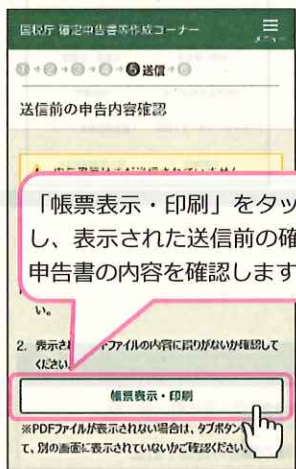 国税庁 確定申告書等作成コーナー
メニュー
❺送信
送信前の申告内容確認
「帳票表示・印刷」をタッ
し、表示された送信前の確
申告書の内容を確認します
い。
2. 表示さ
ファイルの内容に誤りがないか確認して
ください。
帳票表示・印刷
※PDFファイルが表示されない場合は、タブボタン
て、別の画面に表示されていないかご確認ください。